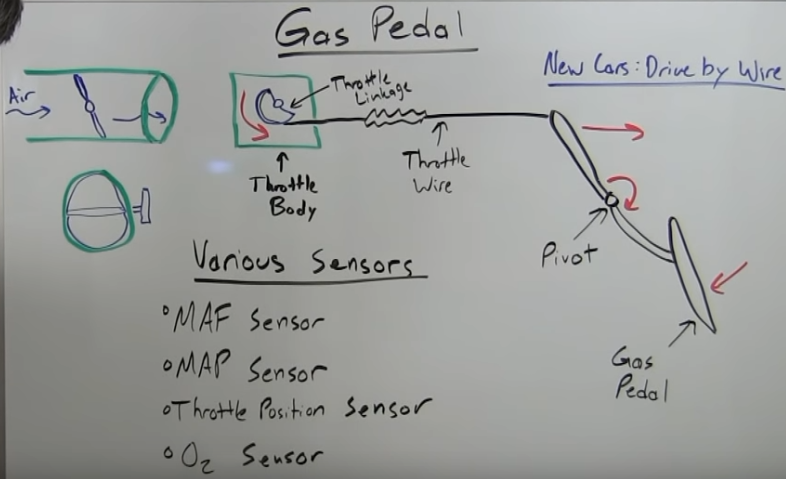 Gas Pedal
New Cars: Drive by Wire
Air
Throttle
Linkage
Throttle
Wire
Throttle
Body
Pivot
Gas
Pedal
Various Sensors
MAF Sensor
MAP Sensor
Throttle Position Sensor
O₂ Sensor